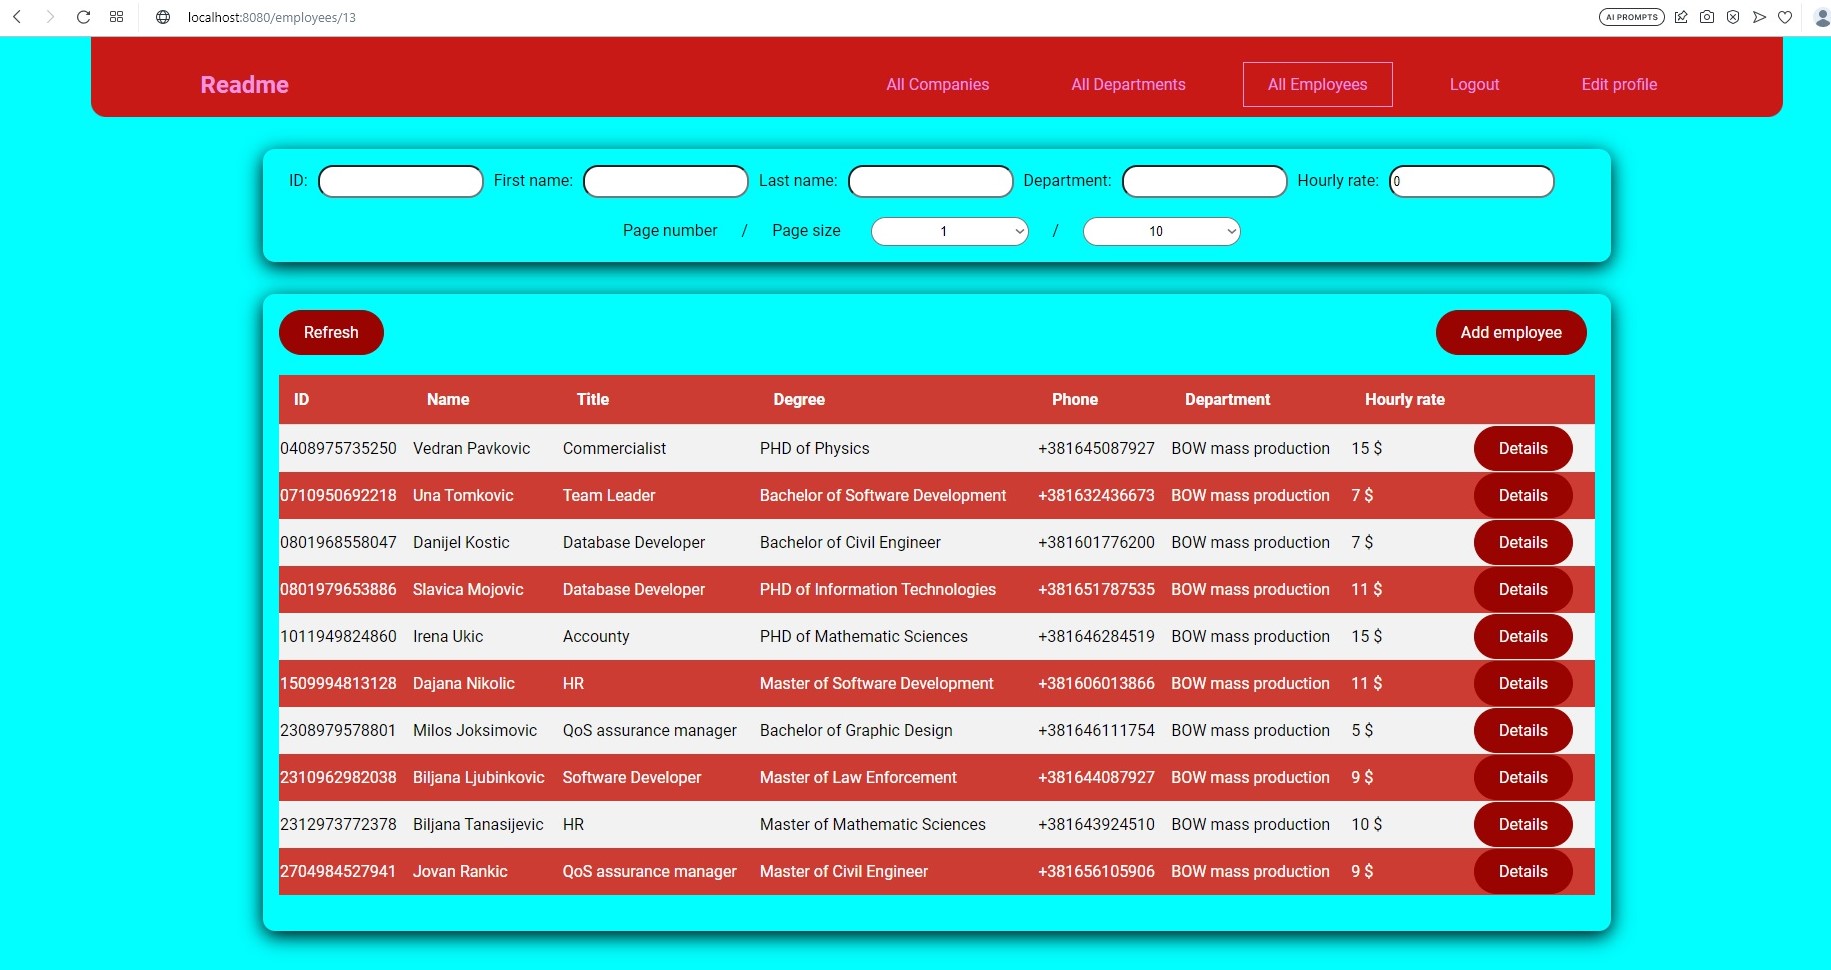 localhost:8080/employees/13
AI PROMPTS
Readme All Companies All Departments All Employees Logout Edit profile
ID: First name: Last name: Department: Hourly rate: 0
Page number / Page size 1 / 10
Refresh Add employee
ID Name Title Degree Phone Department Hourly rate
0408975735250 Vedran Pavkovic Commercialist PHD of Physics +381645087927 BOW mass production 15 $ Details
0710950692218 Una Tomkovic Team Leader Bachelor of Software Development +381632436673 BOW mass production 7 $ Details
0801968558047 Danijel Kostic Database Developer Bachelor of Civil Engineer +381601776200 BOW mass production 7 $ Details
0801979653886 Slavica Mojovic Database Developer PHD of Information Technologies +381651787535 BOW mass production 11 $ Details
1011949824860 Irena Ukic Accounty PHD of Mathematic Sciences +381646284519 BOW mass production 15 $ Details
1509994813128 Dajana Nikolic HR Master of Software Development +381606013866 BOW mass production 11 $ Details
2308979578801 Milos Joksimovic QoS assurance manager Bachelor of Graphic Design +381646111754 BOW mass production 5 $ Details
2310962982038 Biljana Ljubinkovic Software Developer Master of Law Enforcement +381644087927 BOW mass production 9 $ Details
2312973772378 Biljana Tanasijevic HR Master of Mathematic Sciences +381643924510 BOW mass production 10 $ Details
2704984527941 Jovan Rankic QoS assurance manager Master of Civil Engineer +381656105906 BOW mass production 9 $ Details